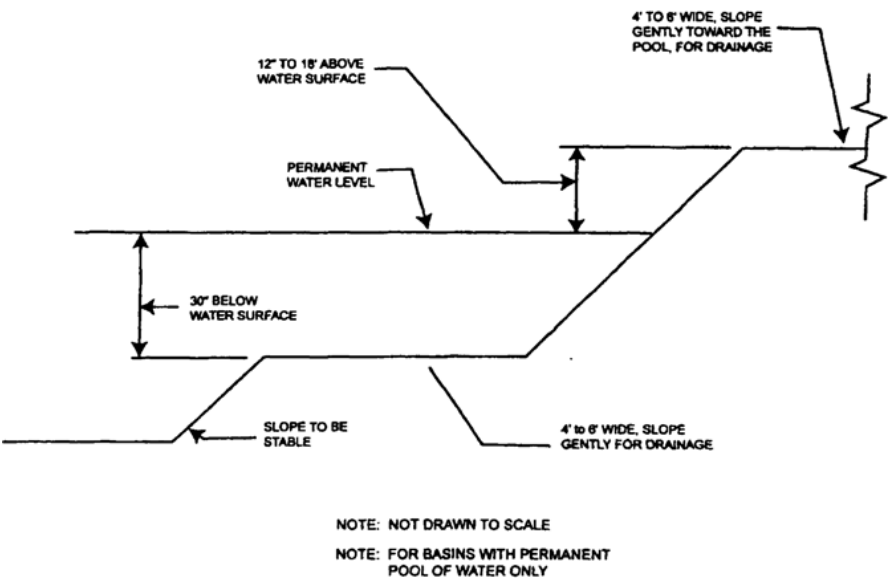 4' TO 6' WIDE, SLOPE
GENTLY TOWARD THE
POOL, FOR DRAINAGE
12" TO 18' ABOVE
WATER SURFACE
PERMANENT
WATER LEVEL
30" BELOW
WATER SURFACE
SLOPE TO BE
STABLE
4' to 6' WIDE, SLOPE
GENTLY FOR DRAINAGE
NOTE: NOT DRAWN TO SCALE
NOTE: FOR BASINS WITH PERMANENT
POOL OF WATER ONLY